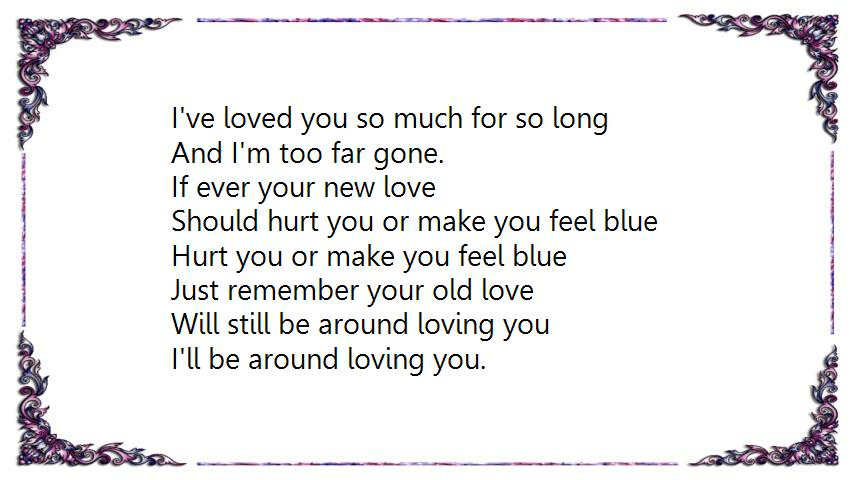 I've loved you so much for so long
And I'm too far gone.
If ever your new love
Should hurt you or make you feel blue
Hurt you or make you feel blue
Just remember your old love
Will still be around loving you
I'll be around loving you.